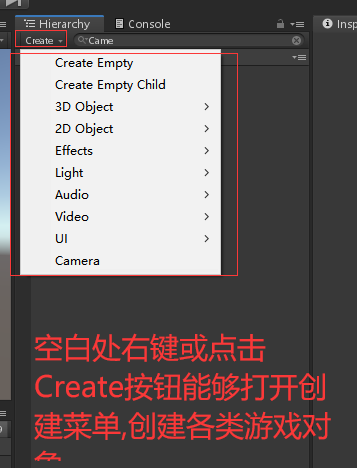 Hierarchy Console Inspe
Create Came
Create Empty
Create Empty Child
3D Object
2D Object
Effects
Light
Audio
Video
UI
Camera
空白处右键或点击
Create按钮能够打开创
建菜单,创建各类游戏对
象